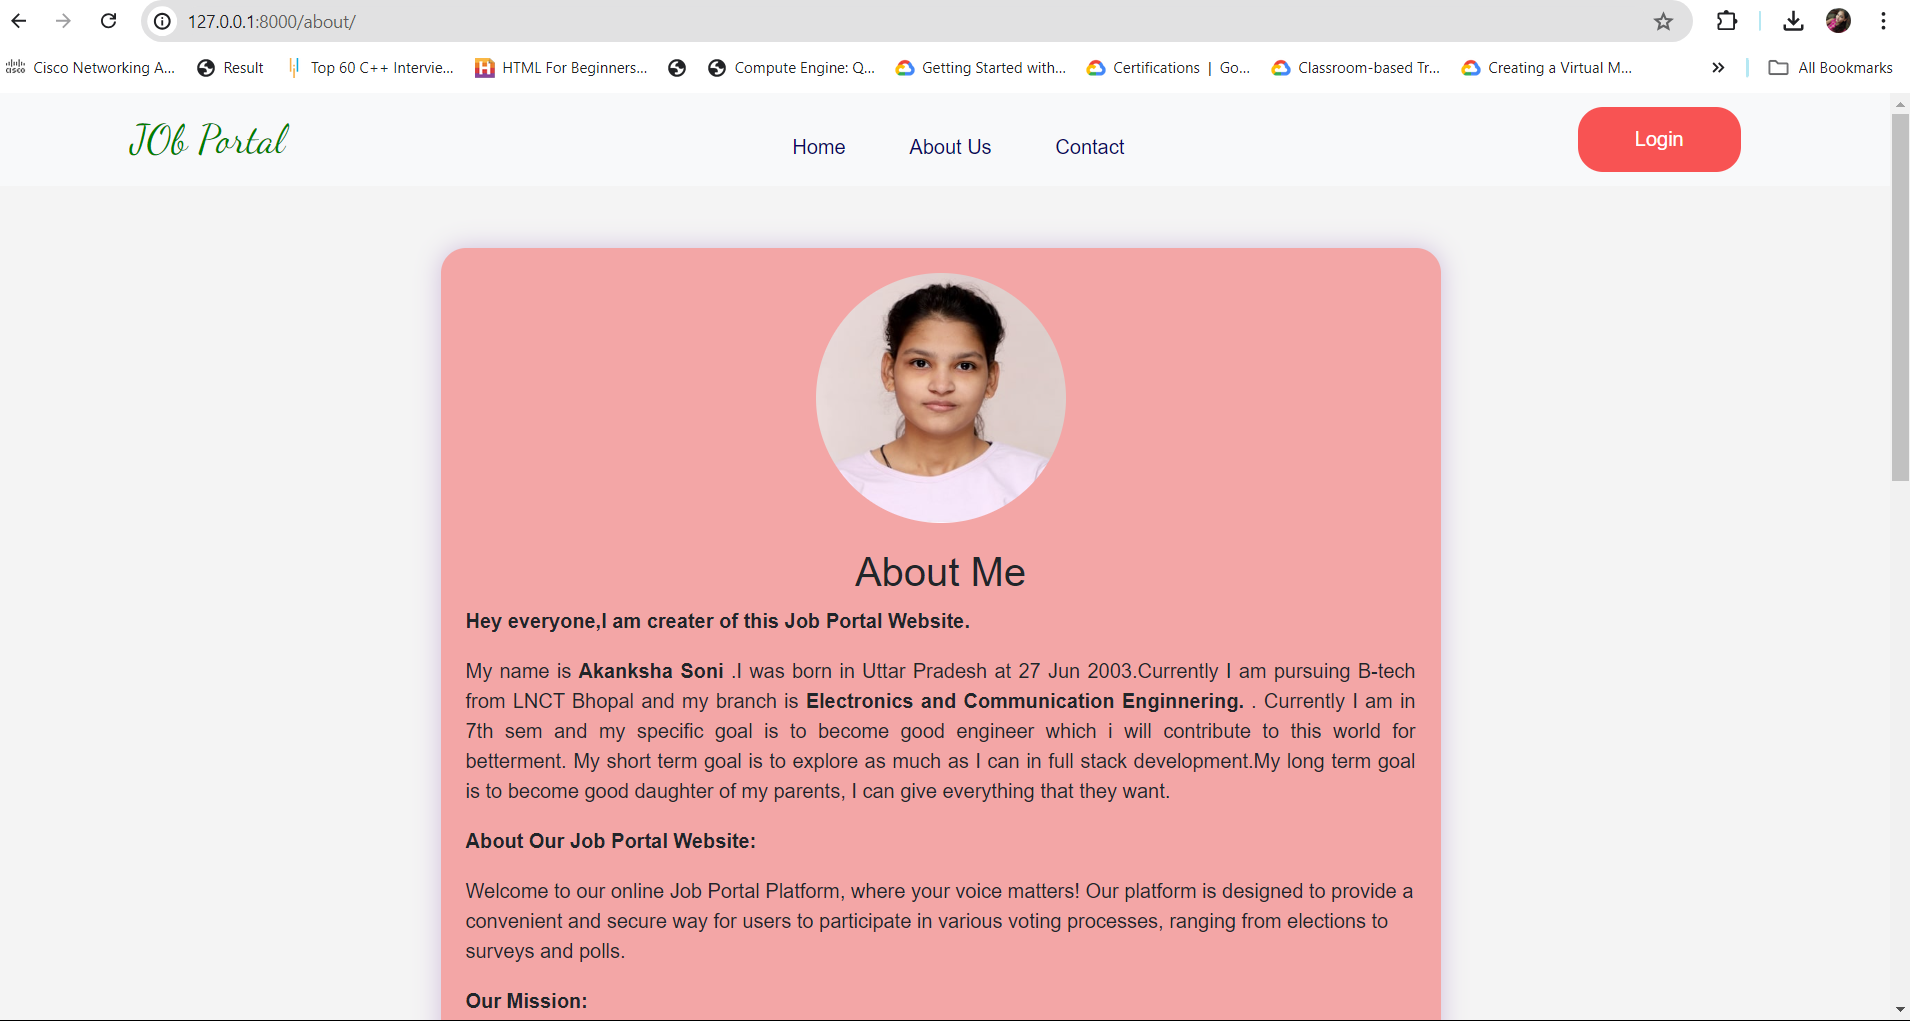 127.0.0.1:8000/about/
Cisco Networking A... Result Top 60 C++ Intervie... HTML For Beginners... Compute Engine: Q... Getting Started with... Certifications | Go... Classroom-based Tr... Creating a Virtual M... » All Bookmarks
JOb Portal
Home About Us Contact
Login
About Me
Hey everyone,I am creater of this Job Portal Website.
My name is Akanksha Soni .I was born in Uttar Pradesh at 27 Jun 2003.Currently I am pursuing B-tech
from LNCT Bhopal and my branch is Electronics and Communication Enginnering. . Currently I am in
7th sem and my specific goal is to become good engineer which i will contribute to this world for
betterment. My short term goal is to explore as much as I can in full stack development.My long term goal
is to become good daughter of my parents, I can give everything that they want.
About Our Job Portal Website:
Welcome to our online Job Portal Platform, where your voice matters! Our platform is designed to provide a
convenient and secure way for users to participate in various voting processes, ranging from elections to
surveys and polls.
Our Mission: